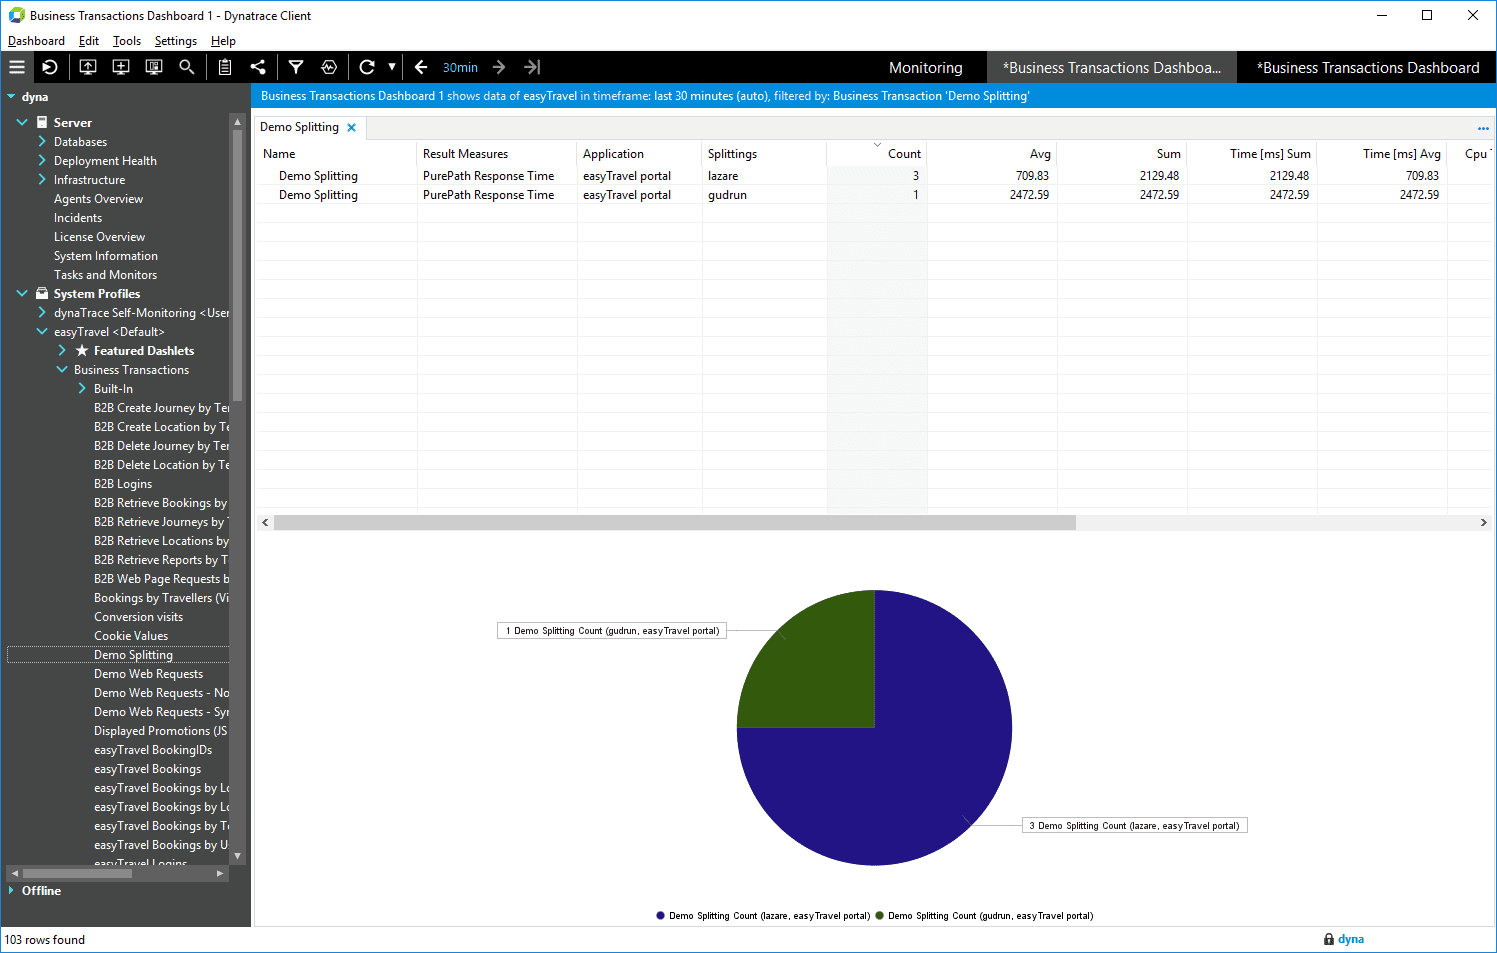 Business Transactions Dashboard 1 - Dynatrace Client
Dashboard Edit Tools Settings Help
30min Monitoring *Business Transactions Dashboa... *Business Transactions Dashboard
dyna
Server
Databases
Deployment Health
Infrastructure
Agents Overview
Incidents
License Overview
System Information
Tasks and Monitors
System Profiles
dynaTrace Self-Monitoring <User
easyTravel <Default>
Featured Dashlets
Business Transactions
Built-In
B2B Create Journey by Ter
B2B Create Location by Te
B2B Delete Journey by Ter
B2B Delete Location by Te
B2B Logins
B2B Retrieve Bookings by
B2B Retrieve Journeys by T
B2B Retrieve Locations by
B2B Retrieve Reports by T
B2B Web Page Requests b
Bookings by Travellers (Vi
Conversion visits
Cookie Values
Demo Splitting
Demo Web Requests
Demo Web Requests - No
Demo Web Requests - Syn
Displayed Promotions (JS
easyTravel BookingIDs
easyTravel Bookings
easyTravel Bookings by Lo
easyTravel Bookings by Lo
easyTravel Bookings by Te
easyTravel Bookings by U
easyTravel Logins
Offline
Business Transactions Dashboard 1 shows data of easyTravel in timeframe: last 30 minutes (auto), filtered by: Business Transaction 'Demo Splitting'
Demo Splitting
Name Result Measures Application Splittings Count Avg Sum Time [ms] Sum Time [ms] Avg Cpu T
Demo Splitting PurePath Response Time easyTravel portal lazare 3 709.83 2129.48 2129.48 709.83
Demo Splitting PurePath Response Time easyTravel portal gudrun 1 2472.59 2472.59 2472.59 2472.59
1 Demo Splitting Count (gudrun, easyTravel portal)
3 Demo Splitting Count (lazare, easyTravel portal)
Demo Splitting Count (lazare, easyTravel portal) Demo Splitting Count (gudrun, easyTravel portal)
103 rows found dyna